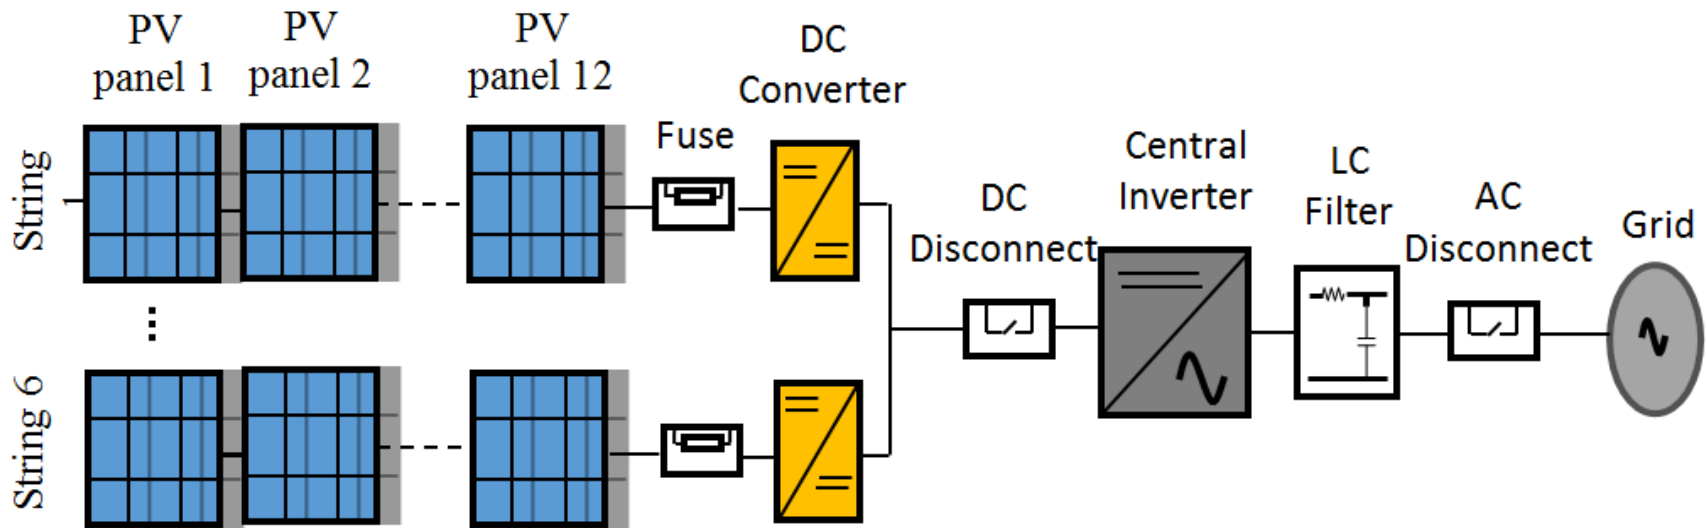 PV
panel 1
PV
panel 2
PV
panel 12
DC
Converter
Fuse
Central
Inverter
LC
Filter
DC
Disconnect
AC
Disconnect
Grid
String
1
String 6